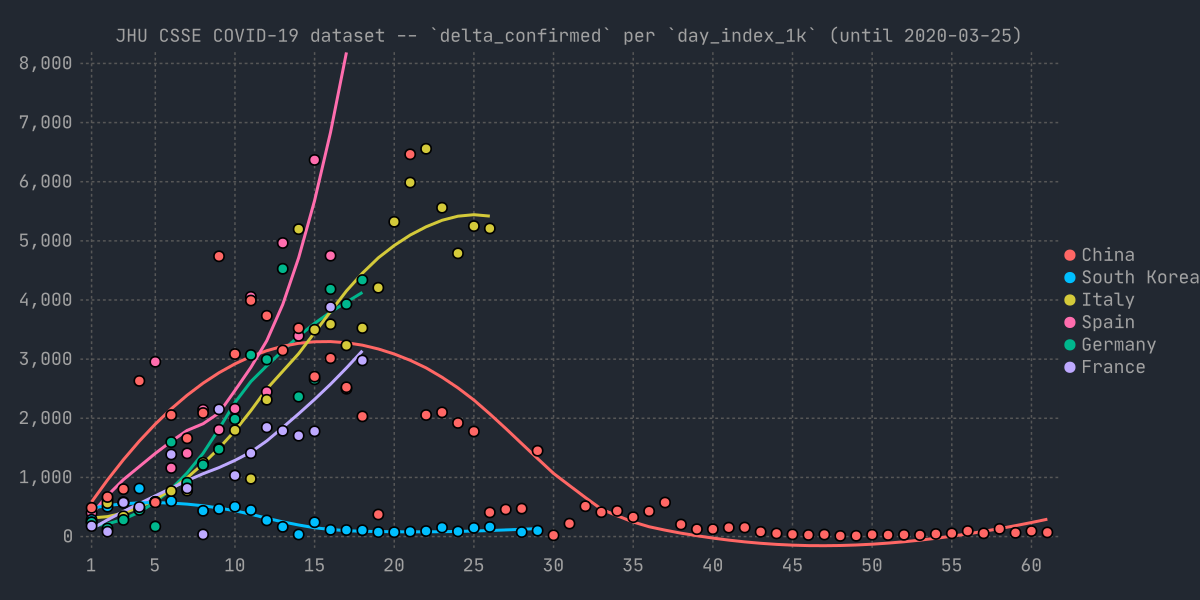 JHU CSSE COVID-19 dataset -- `delta_confirmed` per `day_index_1k` (until 2020-03-25)
8,000
7,000
6,000
5,000
4,000
3,000
2,000
1,000
0
1 5 10 15 20 25 30 35 40 45 50 55 60
China
South Korea
Italy
Spain
Germany
France